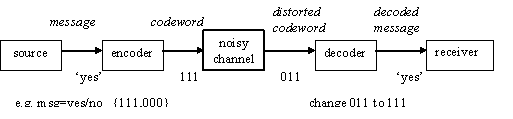 message codeword distorted codeword decoded message
source encoder noisy channel decoder receiver
'yes' 111 011 'yes'
e.g. msg=yes/no {111,000} change 011 to 111